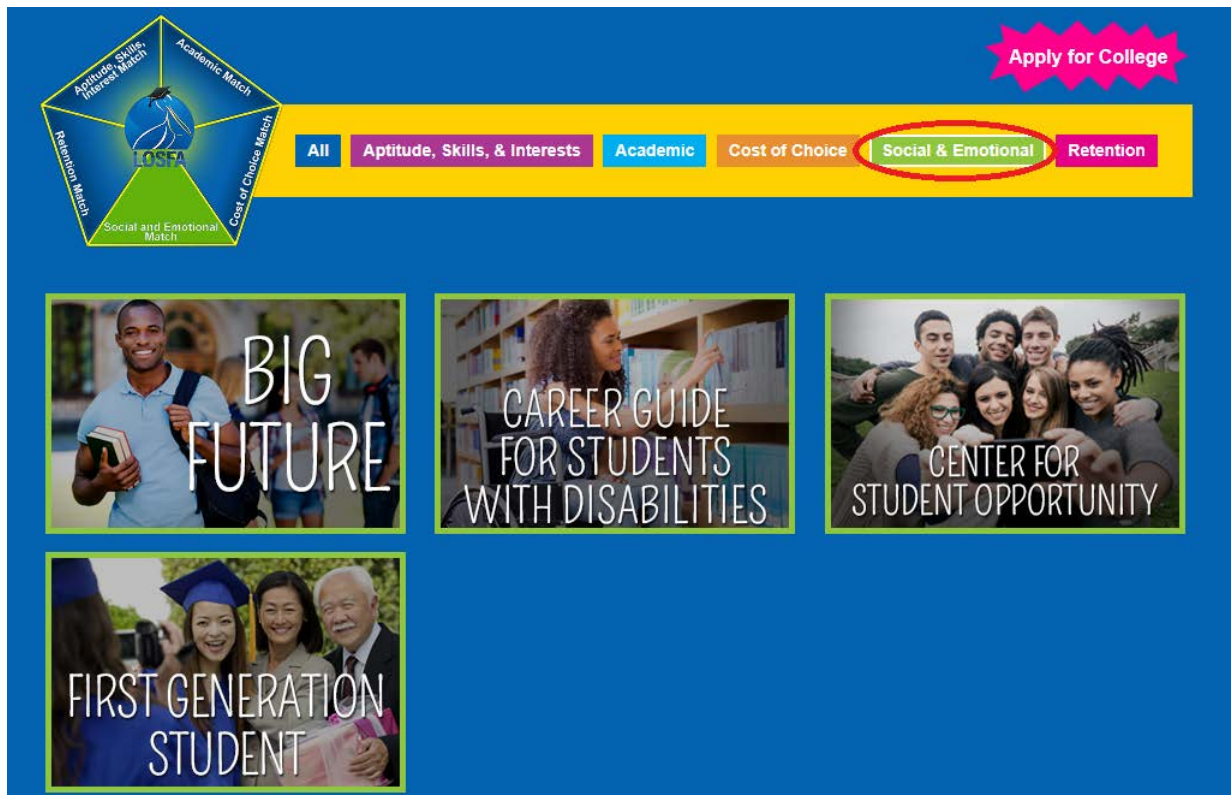 Aptitude, Skills,
Interest Match
Academic Match
Retention Match
LOSFA
Cost of Choice Match
Social and Emotional
Match
Apply for College
All
Aptitude, Skills, & Interests
Academic
Cost of Choice
Social & Emotional
Retention
BIG
FUTURE
CAREER GUIDE
FOR STUDENTS
WITH DISABILITIES
CENTER FOR
STUDENT OPPORTUNITY
FIRST GENERATION
STUDENT